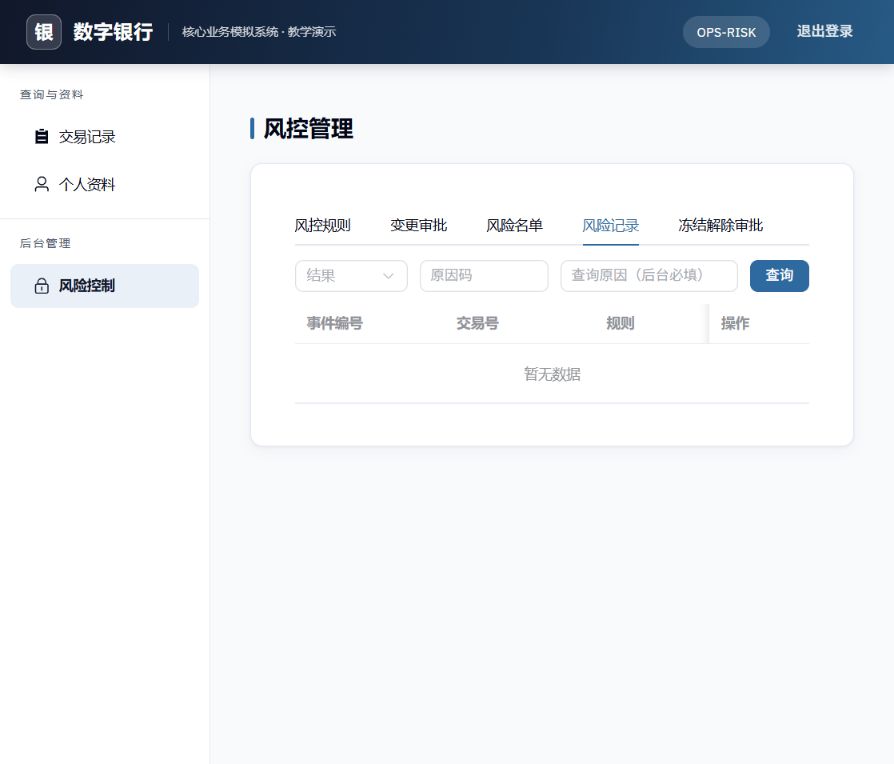 银 数字银行 核心业务模拟系统 · 教学演示 OPS-RISK 退出登录
查询与资料
交易记录
个人资料
后台管理
风险控制
风控管理
风控规则 变更审批 风险名单 风险记录 冻结解除审批
结果 原因码 查询原因（后台必填） 查询
事件编号 交易号 规则 操作
暂无数据